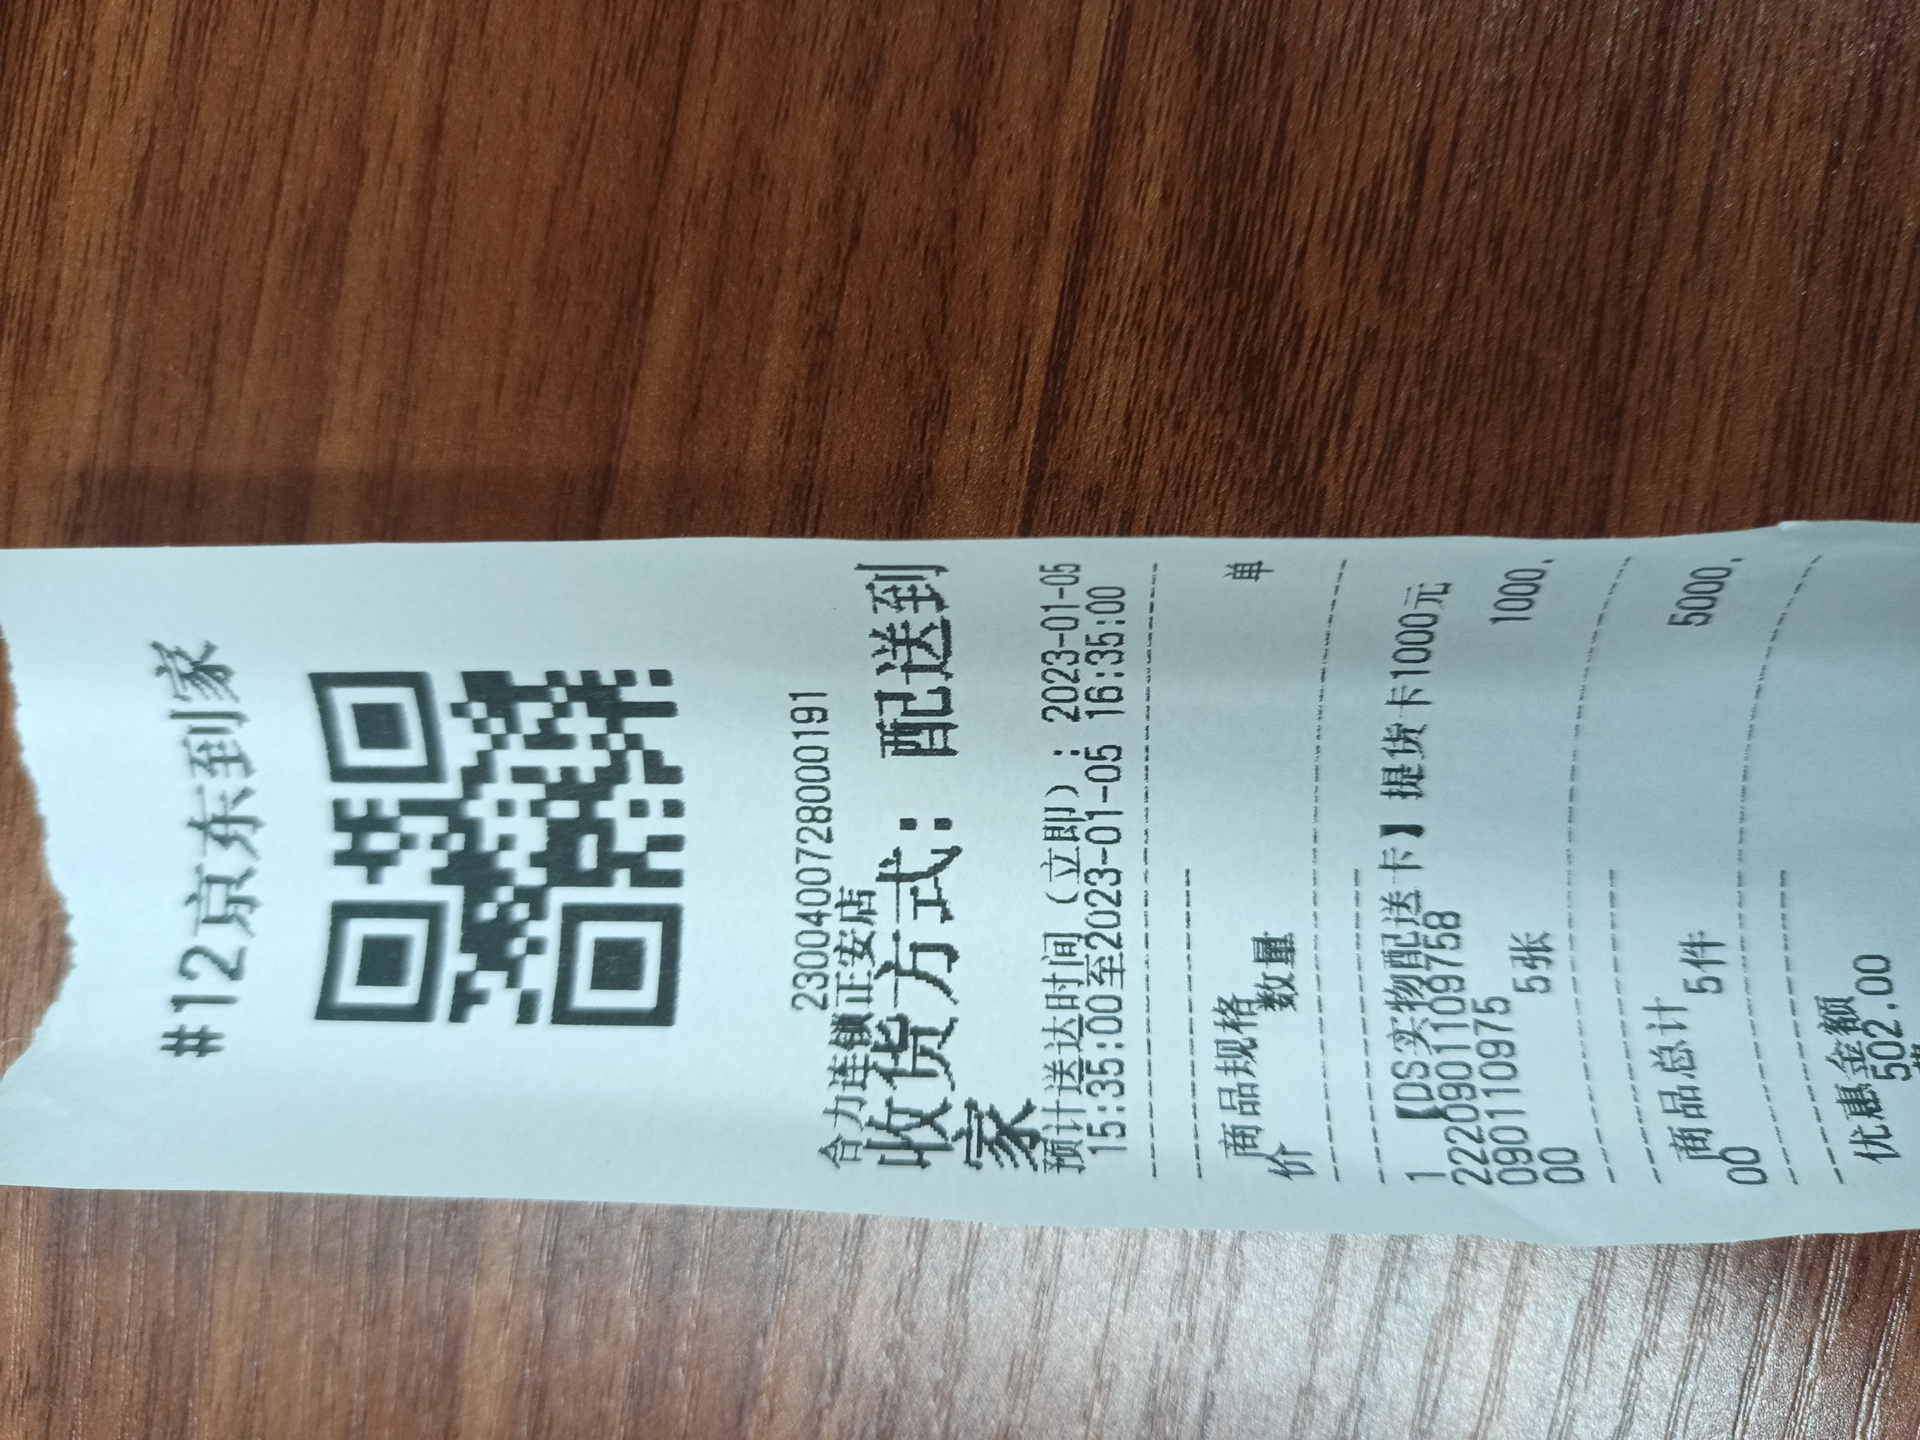 #12京东到家
2300400728000191
合力连锁正安店
收货方式：配送到
家
预计送达时间（立即）：2023-01-05
15:35:00至2023-01-05 16:35:00
商品规格 单
价 数量
1 【DS实物配送卡】提货卡1000元
2220901109758
0901109975 1000.
00 5张
商品总计 5000.
00 5件
优惠金额
502.00